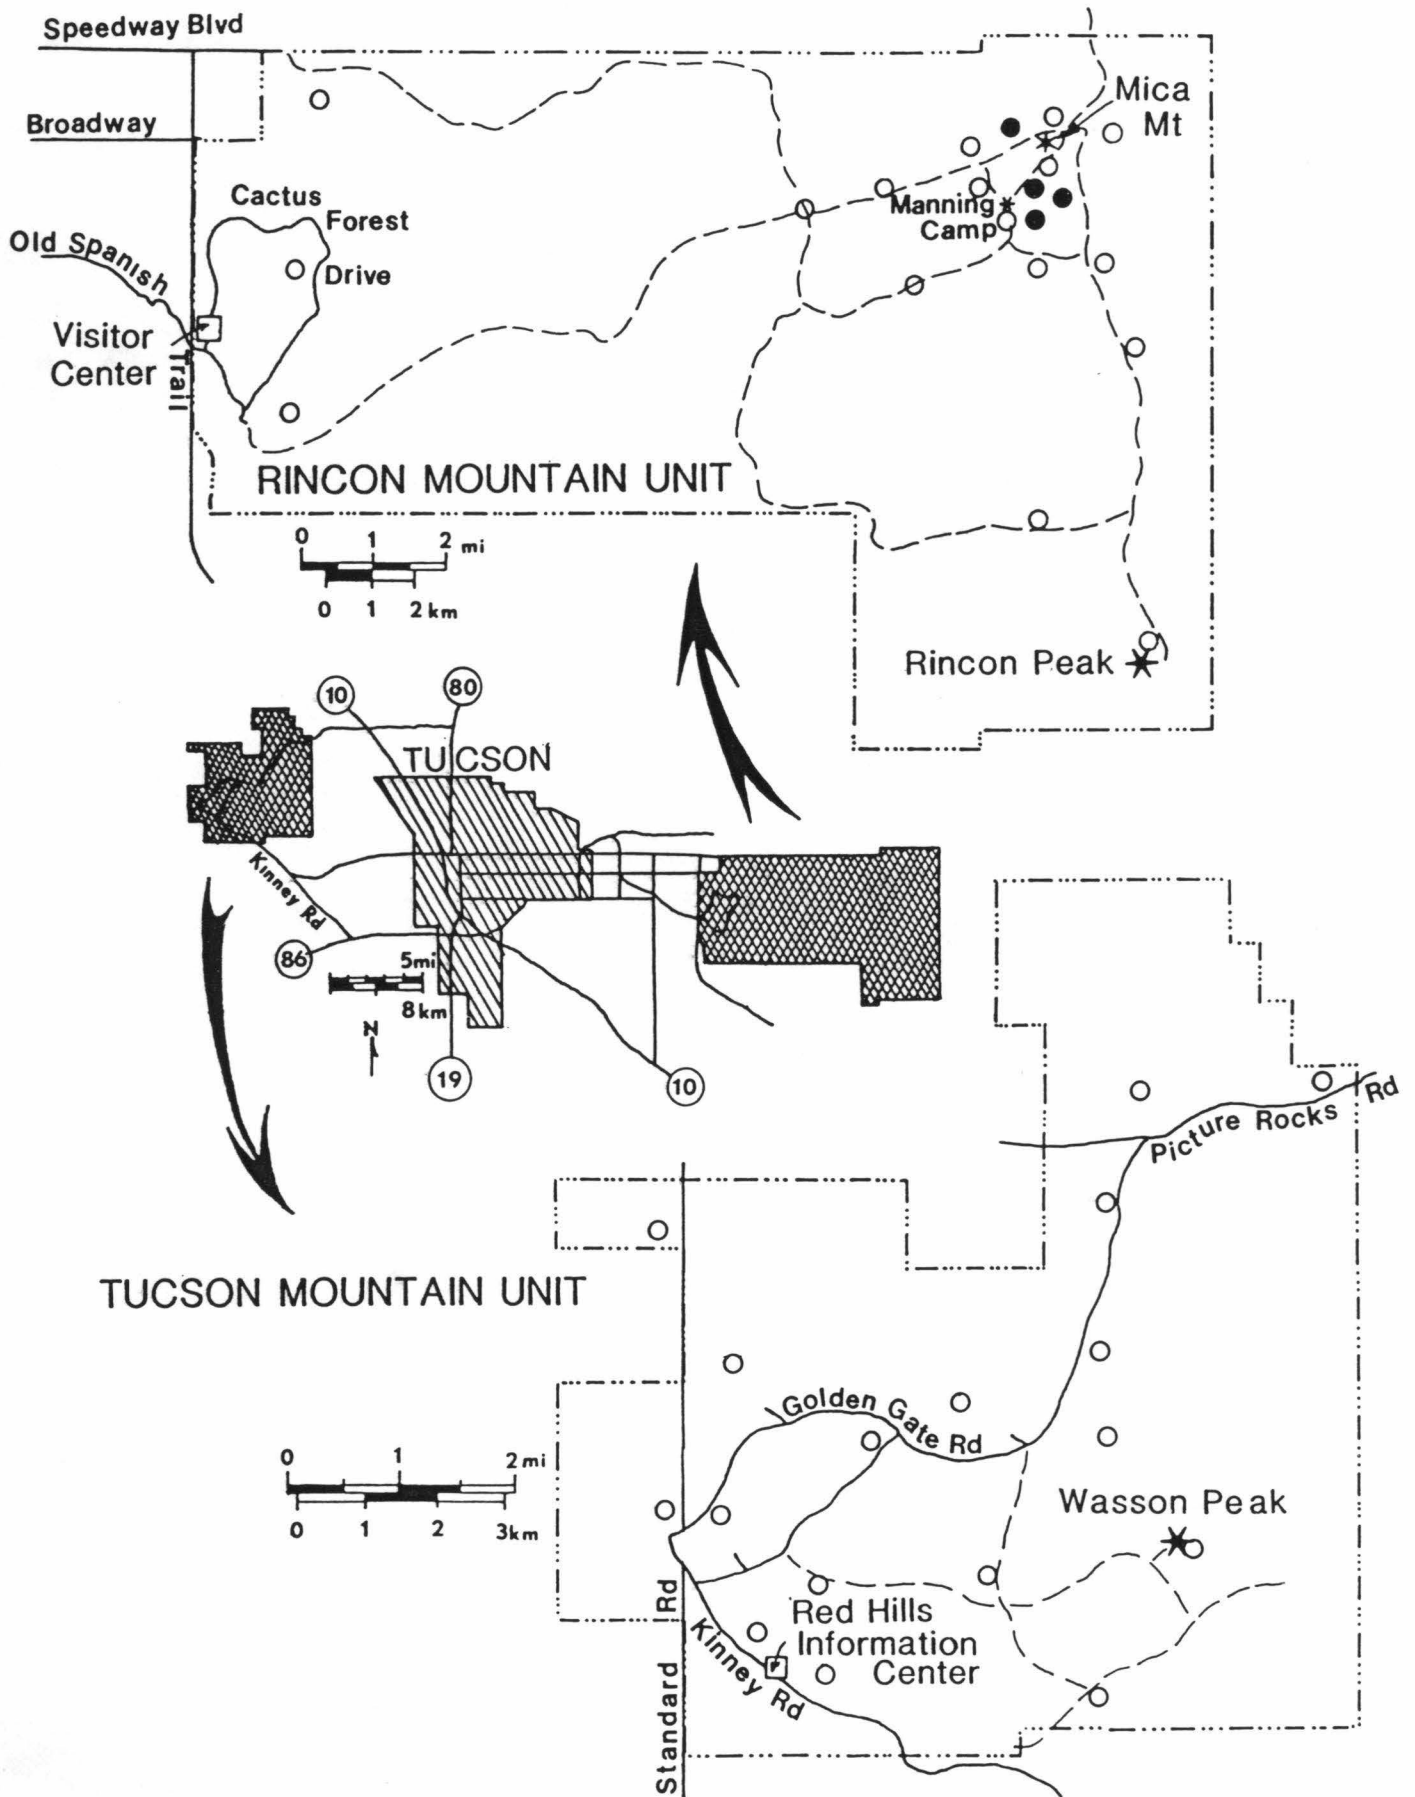 Speedway Blvd
Mica
Mt
Broadway
Cactus
Forest
Drive
Manning
Camp
Old Spanish
Trail
Visitor
Center
RINCON MOUNTAIN UNIT
0 1 2 mi
0 1 2 km
Rincon Peak
10
80
TUCSON
Kinney Rd
86
5mi
8km
N
19
10
Picture Rocks Rd
TUCSON MOUNTAIN UNIT
Golden Gate Rd
0 1 2 mi
0 1 2 3km
Wasson Peak
Red Hills
Information
Center
Kinney Rd
Standard Rd